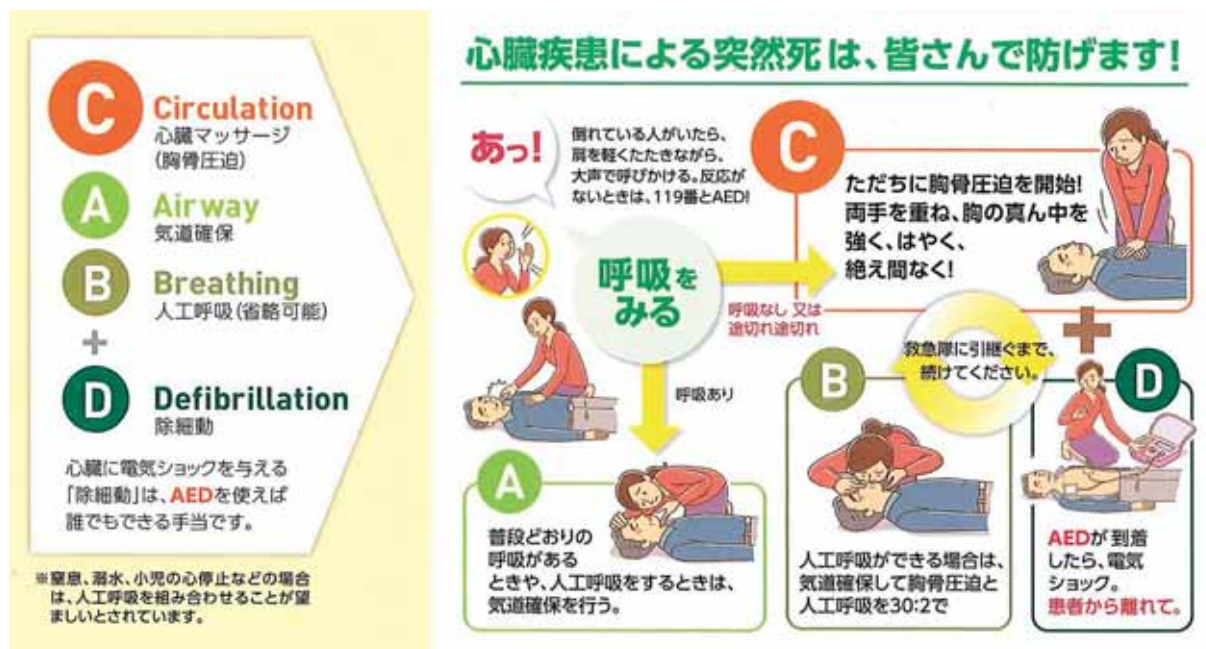 C
Circulation
心臓マッサージ
(胸骨圧迫)
A
Airway
気道確保
B
Breathing
人工呼吸(省略可能)
+
D
Defibrillation
除細動
心臓に電気ショックを与える
「除細動」は、AEDを使えば
誰でもできる手当です。
※窒息、溺水、小児の心停止などの場合
は、人工呼吸を組み合わせることが望
ましいとされています。
心臓疾患による突然死は、皆さんで防げます!
あっ!
倒れている人がいたら、
肩を軽くたたきながら、
大声で呼びかける。反応が
ないときは、119番とAED!
呼吸を
みる
呼吸なし 又は
途切れ途切れ
呼吸あり
C
ただちに胸骨圧迫を開始!
両手を重ね、胸の真ん中を
強く、はやく、
絶え間なく!
救急隊に引継ぐまで、
続けてください。
A
普段どおりの
呼吸がある
ときや、人工呼吸をするときは、
気道確保を行う。
B
人工呼吸ができる場合は、
気道確保して胸骨圧迫と
人工呼吸を30:2で
D
AEDが到着
したら、電気
ショック。
患者から離れて。